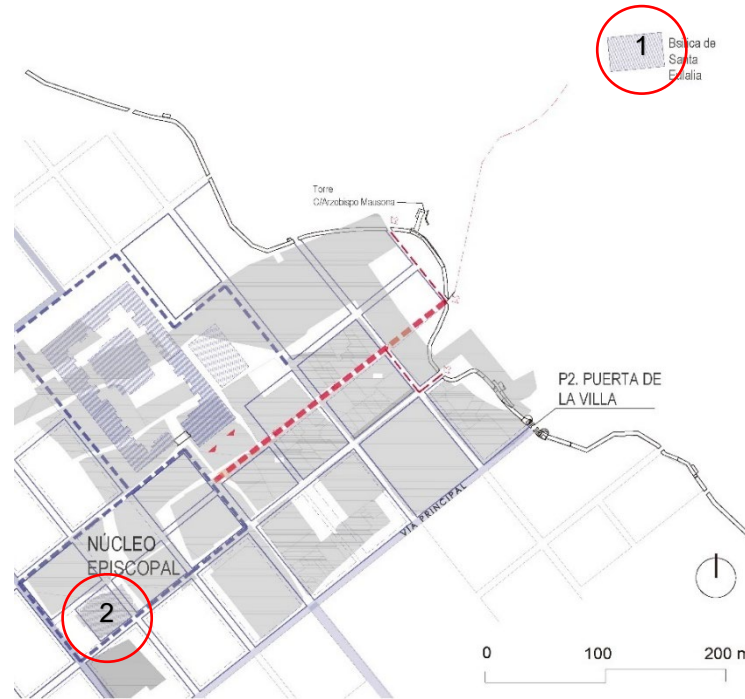 1
Bsilica de
Santa
Eulalia
Torre
C/Arzobispo Mausona
P2. PUERTA DE
LA VILLA
VIA PRINCIPAL
NÚCLEO
EPISCOPAL
2
0 100 200 m